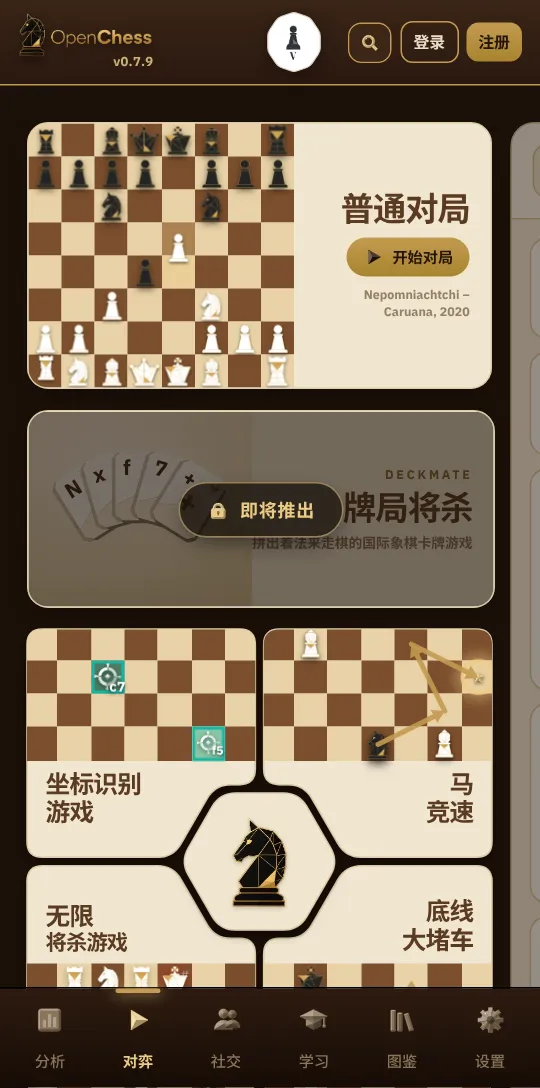 OpenChess
v0.7.9
V
登录
注册
普通对局
开始对局
Nepomniachtchi –
Caruana, 2020
N x f 7 +
DECKMATE
即将推出
牌局将杀
拼出着法来走棋的国际象棋卡牌游戏
c7
f5
坐标识别
游戏
马
竞速
无限
将杀游戏
底线
大堵车
分析
对弈
社交
学习
图鉴
设置